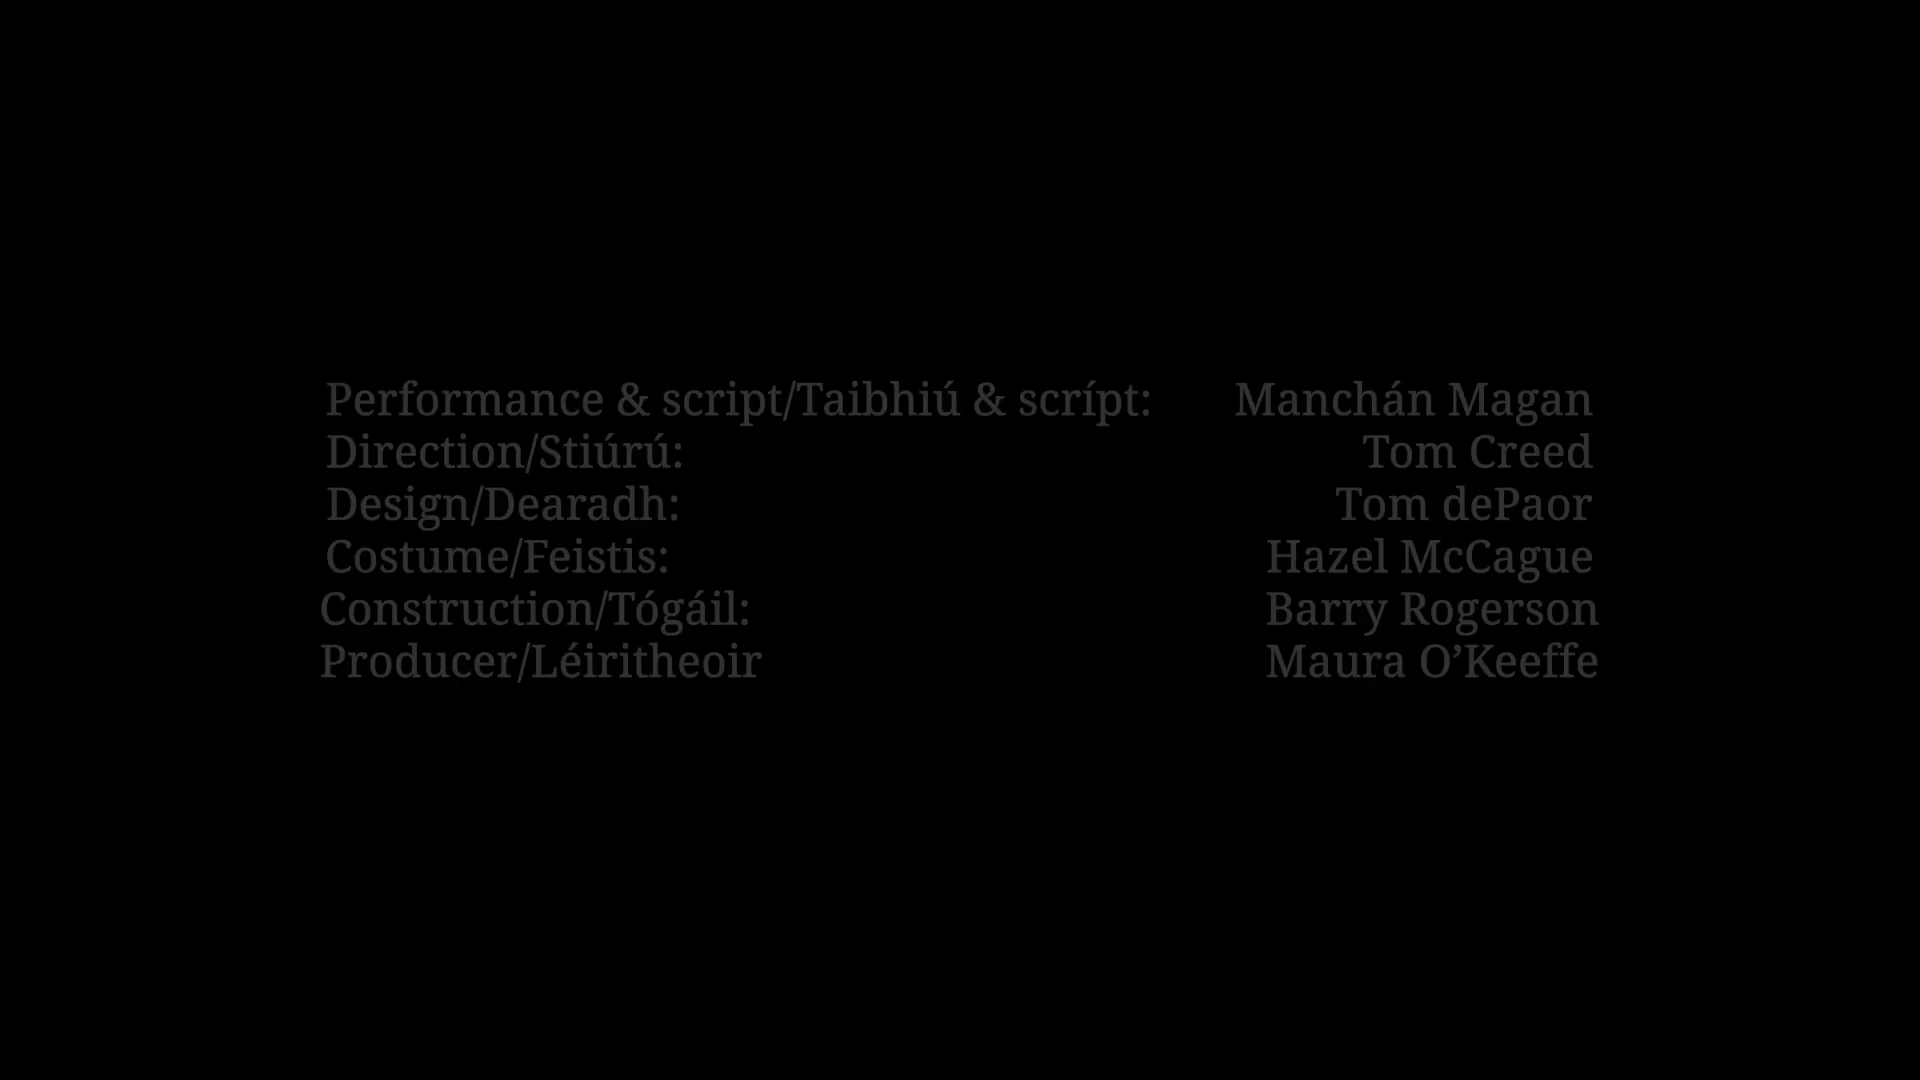 Performance & script/Taibhiú & scrípt: Manchán Magan
Direction/Stiúrú: Tom Creed
Design/Dearadh: Tom dePaor
Costume/Feistis: Hazel McCague
Construction/Tógáil: Barry Rogerson
Producer/Léiritheoir Maura O’Keeffe